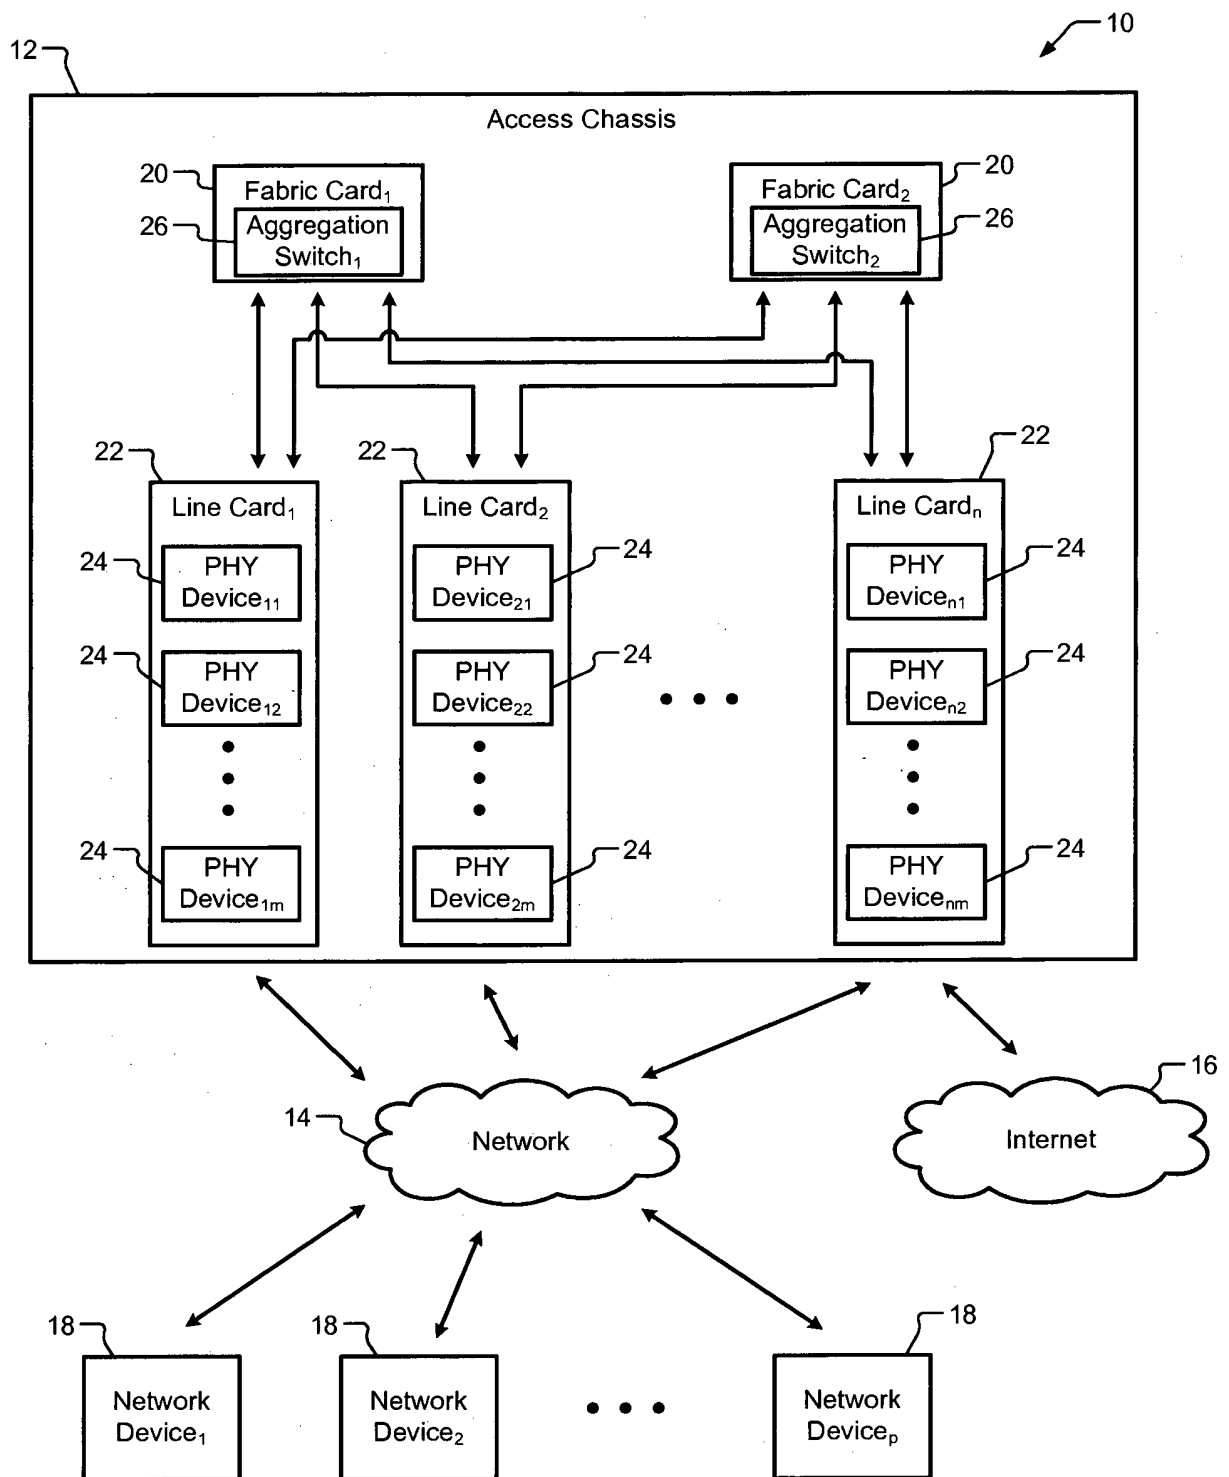 10
12
Access Chassis
20
Fabric Card1
20
Fabric Card2
26
Aggregation
Switch1
26
Aggregation
Switch2
22
Line Card1
22
Line Card2
22
Line Cardn
24
PHY
Device11
24
PHY
Device21
24
PHY
Devicen1
24
PHY
Device12
24
PHY
Device22
24
PHY
Devicen2
24
PHY
Device1m
24
PHY
Device2m
24
PHY
Devicenm
14
Network
16
Internet
18
Network
Device1
18
Network
Device2
18
Network
Devicep